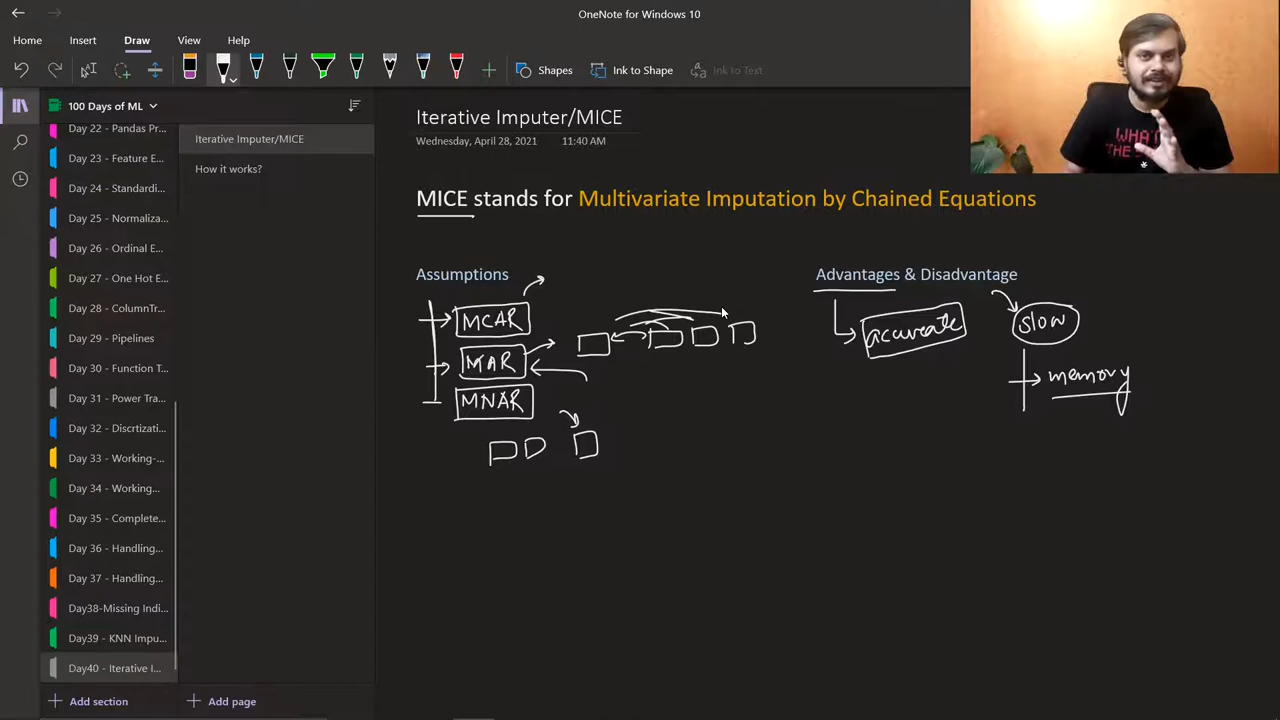 OneNote for Windows 10
Home
Insert
Draw
View
Help
Shapes
Ink to Shape
Ink to Text
100 Days of ML
Day 22 - Pandas Pr...
Day 23 - Feature E...
Day 24 - Standardi...
Day 25 - Normaliza...
Day 26 - Ordinal E...
Day 27 - One Hot E...
Day 28 - ColumnTr...
Day 29 - Pipelines
Day 30 - Function T...
Day 31 - Power Tra...
Day 32 - Discrtizati...
Day 33 - Working-...
Day 34 - Working...
Day 35 - Complete...
Day 36 - Handling...
Day 37 - Handling...
Day38-Missing Indi...
Day39 - KNN Impu...
Day40 - Iterative I...
Add section
Iterative Imputer/MICE
How it works?
Add page
Iterative Imputer/MICE
Wednesday, April 28, 2021 11:40 AM
MICE stands for Multivariate Imputation by Chained Equations
Assumptions
MCAR
MAR
MNAR
Advantages & Disadvantage
accurate
slow
memory
WHAT
THE